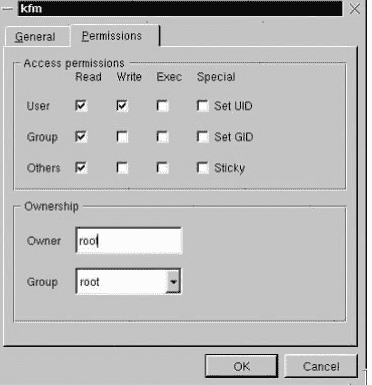 kfm
General Permissions
Access permissions
Read Write Exec Special
User Set UID
Group Set GID
Others Sticky
Ownership
Owner root
Group root
OK Cancel